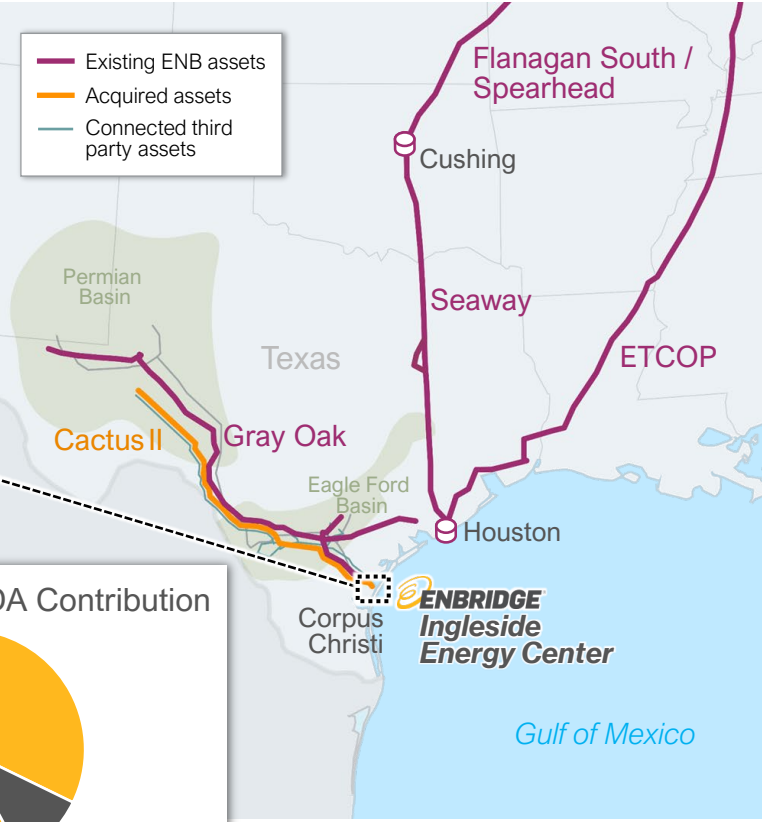 Existing ENB assets
Acquired assets
Connected third
party assets
Flanagan South /
Spearhead
Cushing
Permian
Basin
Seaway
Texas
ETCOP
Cactus II
Gray Oak
Eagle Ford
Basin
Houston
DA Contribution
ENBRIDGE
Ingleside
Energy Center
Corpus
Christi
Gulf of Mexico